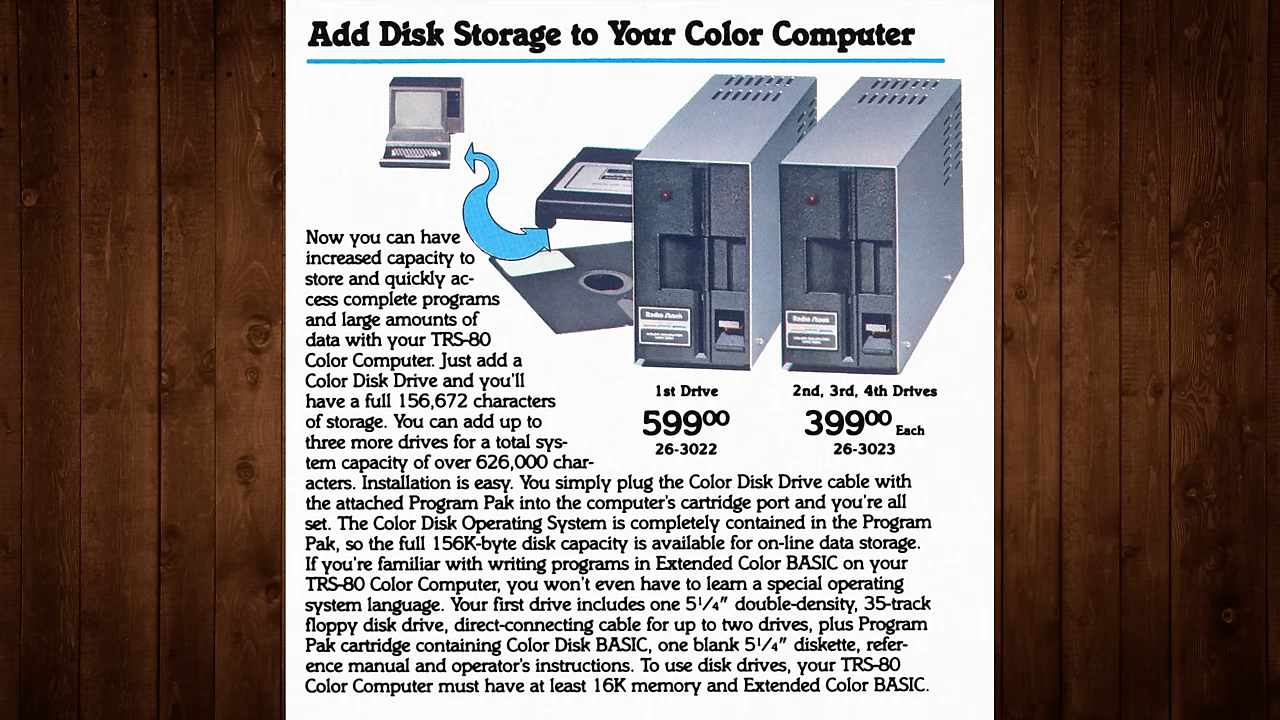 Add Disk Storage to Your Color Computer
Now you can have
increased capacity to
store and quickly ac-
cess complete programs
and large amounts of
data with your TRS-80
Color Computer. Just add a
Color Disk Drive and you'll
have a full 156,672 characters
of storage. You can add up to
three more drives for a total sys-
tem capacity of over 626,000 char-
acters. Installation is easy. You simply plug the Color Disk Drive cable with
the attached Program Pak into the computer's cartridge port and you're all
set. The Color Disk Operating System is completely contained in the Program
Pak, so the full 156K-byte disk capacity is available for on-line data storage.
If you're familiar with writing programs in Extended Color BASIC on your
TRS-80 Color Computer, you won't even have to learn a special operating
system language. Your first drive includes one 5¹/₄″ double-density, 35-track
floppy disk drive, direct-connecting cable for up to two drives, plus Program
Pak cartridge containing Color Disk BASIC, one blank 5¹/₄″ diskette, refer-
ence manual and operator's instructions. To use disk drives, your TRS-80
Color Computer must have at least 16K memory and Extended Color BASIC.
Radio Shack
Radio Shack
1st Drive
599⁰⁰
26-3022
2nd, 3rd, 4th Drives
399⁰⁰ Each
26-3023